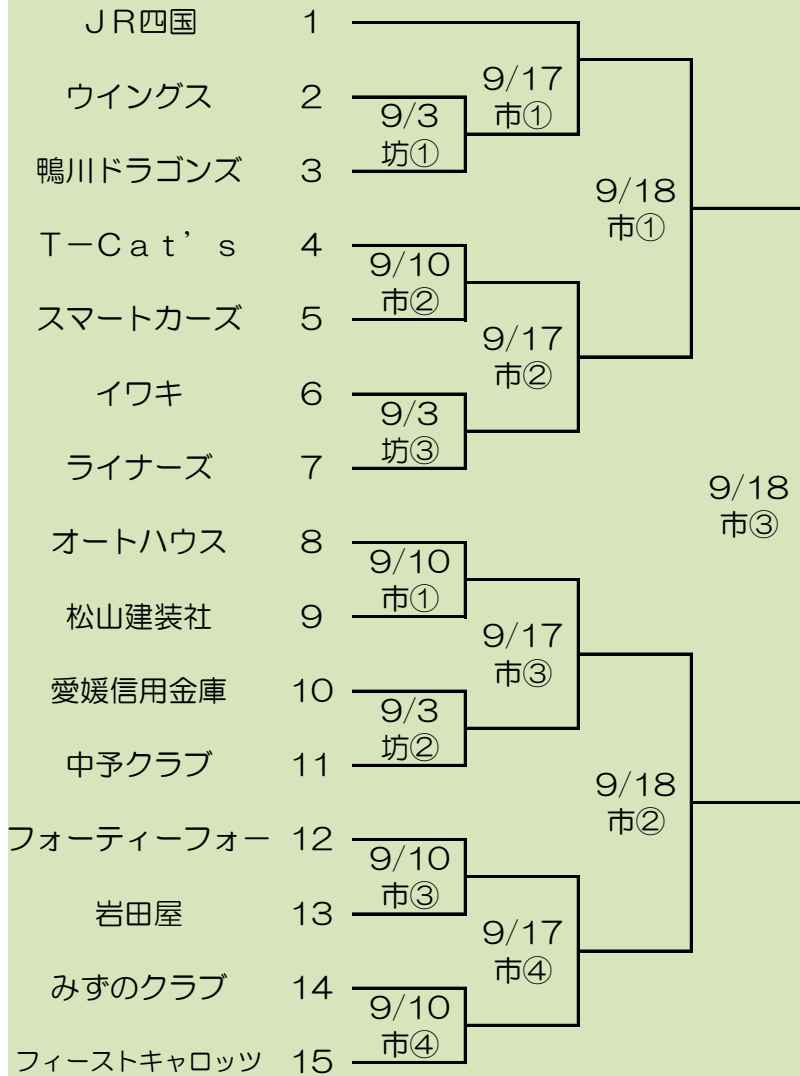 ＪＲ四国 1
ウイングス 2
9/3
坊①
9/17
市①
鴨川ドラゴンズ 3
9/18
市①
Ｔ－Ｃａｔ’ｓ 4
9/10
市②
スマートカーズ 5
9/17
市②
イワキ 6
9/3
坊③
ライナーズ 7
9/18
市③
オートハウス 8
9/10
市①
松山建装社 9
9/17
市③
愛媛信用金庫 10
9/3
坊②
中予クラブ 11
9/18
市②
フォーティーフォー 12
9/10
市③
岩田屋 13
9/17
市④
みずのクラブ 14
9/10
市④
フィーストキャロッツ 15